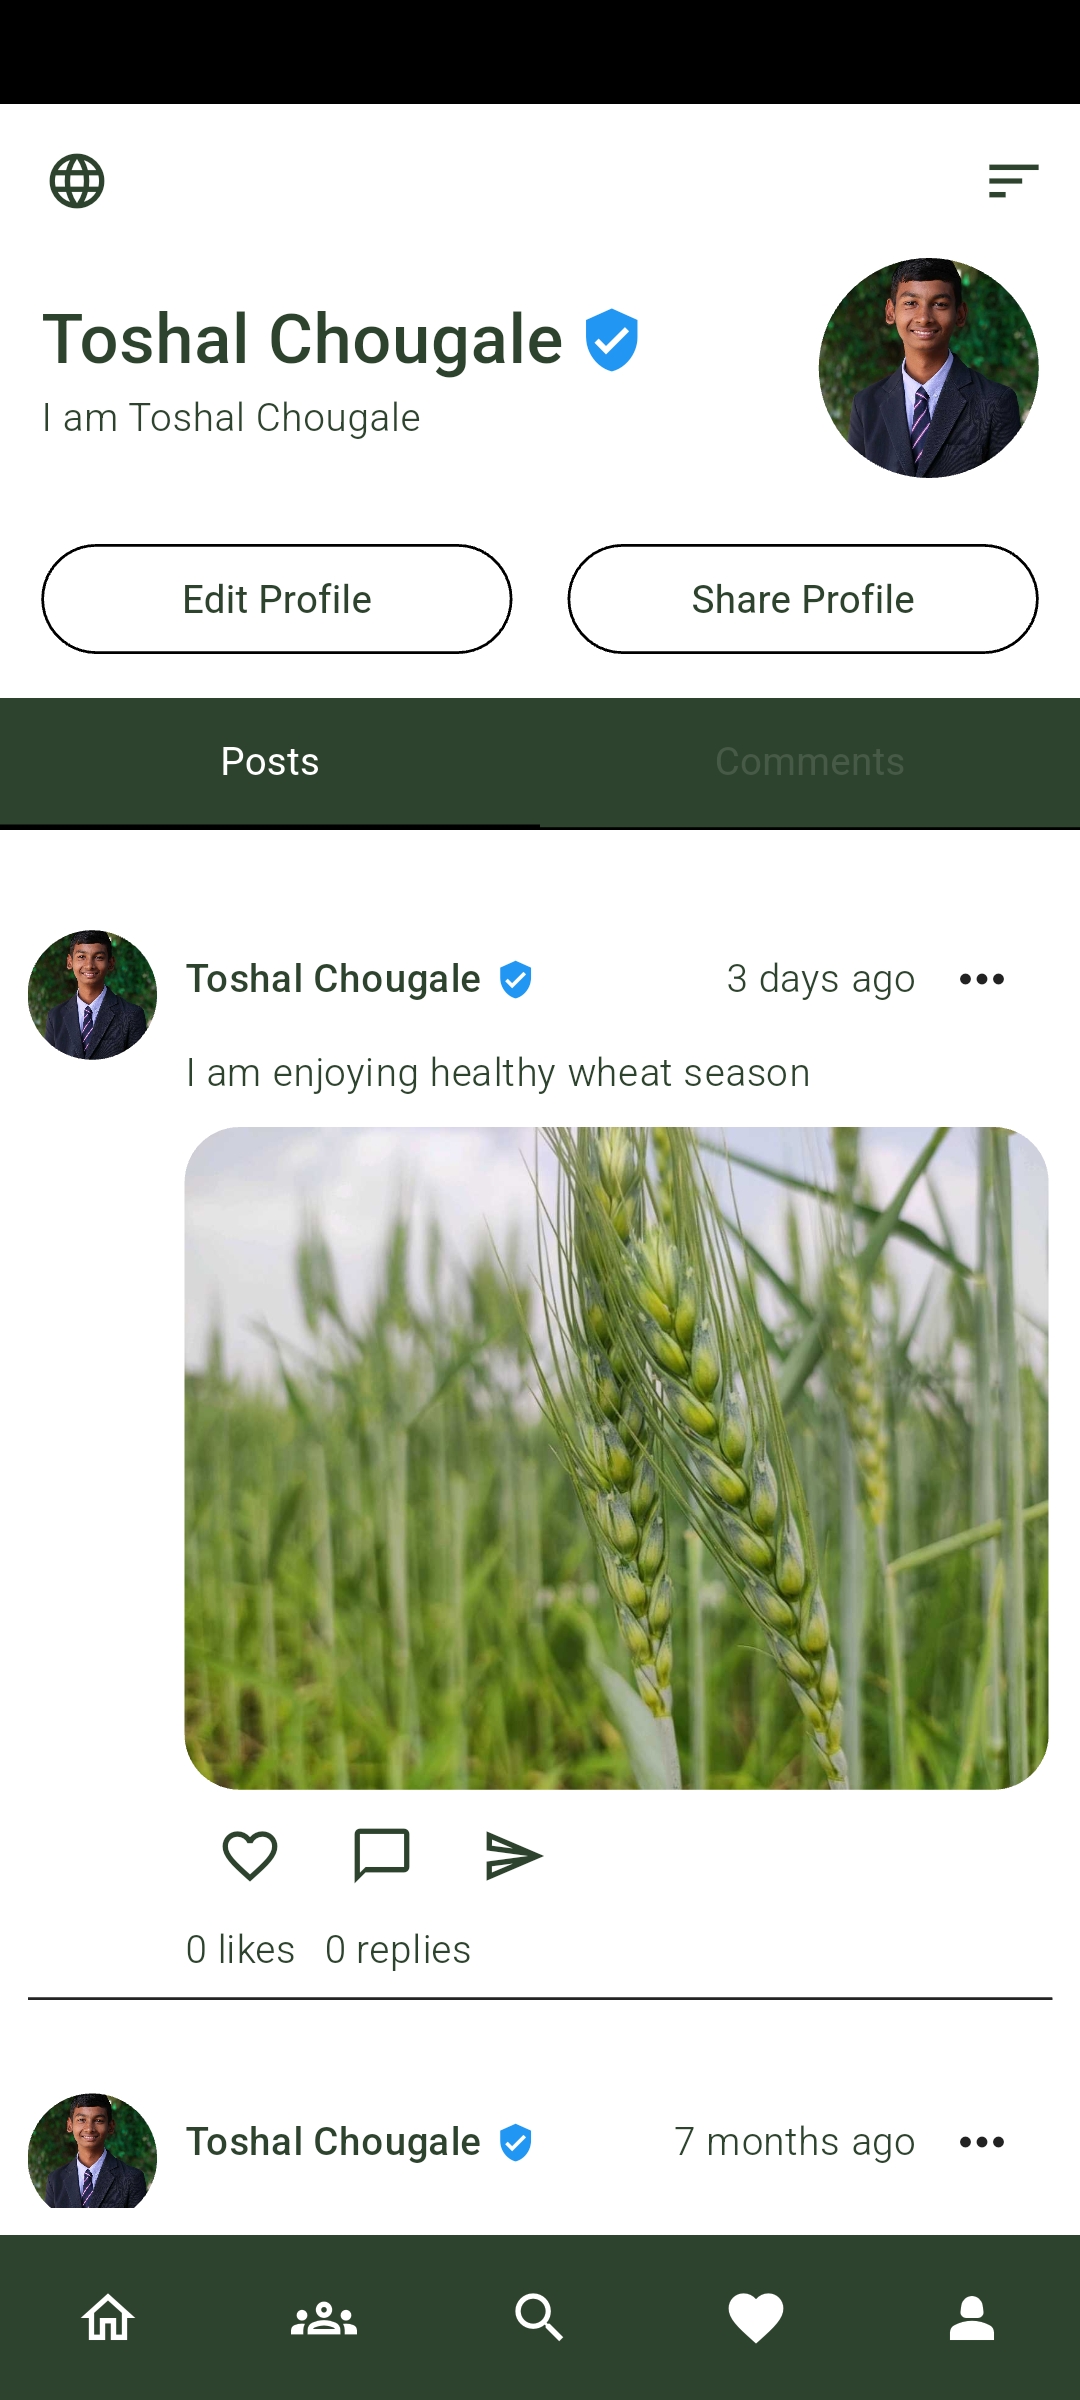 Toshal Chougale
I am Toshal Chougale
Edit Profile
Share Profile
Posts
Comments
Toshal Chougale
3 days ago
I am enjoying healthy wheat season
0 likes 0 replies
Toshal Chougale
7 months ago